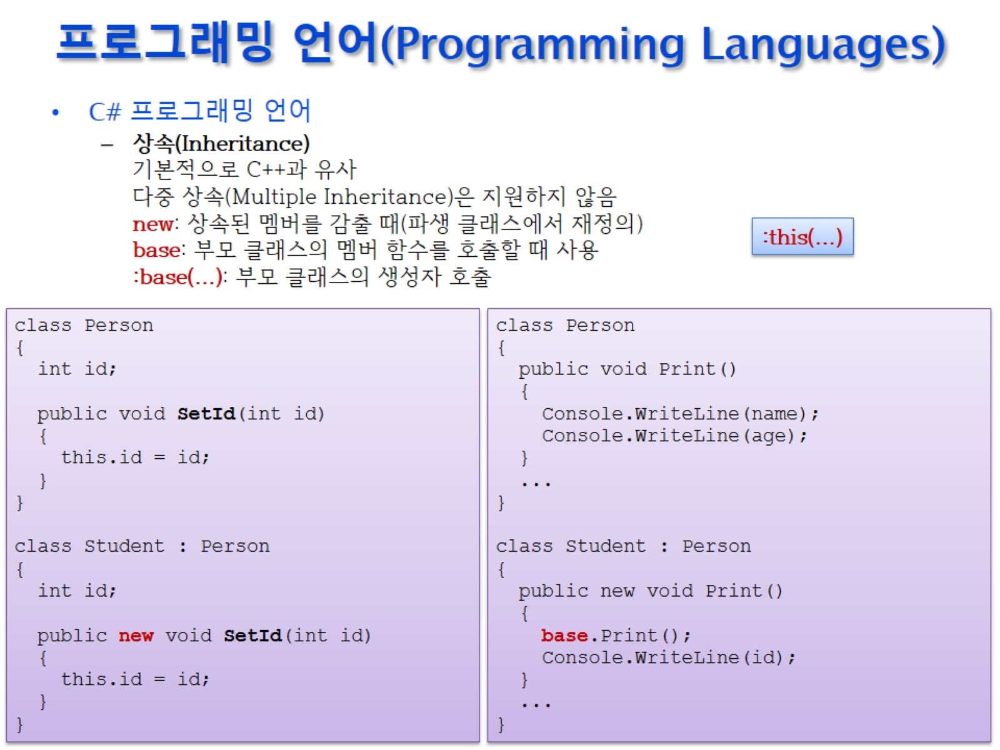 프로그래밍 언어(Programming Languages)
• C# 프로그래밍 언어
– 상속(Inheritance)
기본적으로 C++과 유사
다중 상속(Multiple Inheritance)은 지원하지 않음
new: 상속된 멤버를 감출 때(파생 클래스에서 재정의)
base: 부모 클래스의 멤버 함수를 호출할 때 사용
:base(...): 부모 클래스의 생성자 호출
:this(...)
class Person
{
  int id;
  public void SetId(int id)
  {
    this.id = id;
  }
}
class Student : Person
{
  int id;
  public new void SetId(int id)
  {
    this.id = id;
  }
}
class Person
{
  public void Print()
  {
    Console.WriteLine(name);
    Console.WriteLine(age);
  }
  ...
}
class Student : Person
{
  public new void Print()
  {
    base.Print();
    Console.WriteLine(id);
  }
  ...
}